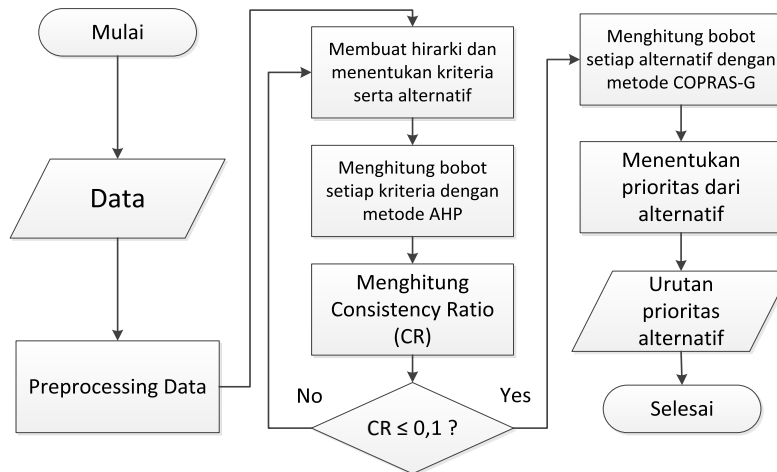 Mulai
Data
Preprocessing Data
Membuat hirarki dan
menentukan kriteria
serta alternatif
Menghitung bobot
setiap kriteria dengan
metode AHP
Menghitung
Consistency Ratio
(CR)
CR ≤ 0,1 ?
No
Yes
Menghitung bobot
setiap alternatif dengan
metode COPRAS-G
Menentukan
prioritas dari
alternatif
Urutan
prioritas
alternatif
Selesai